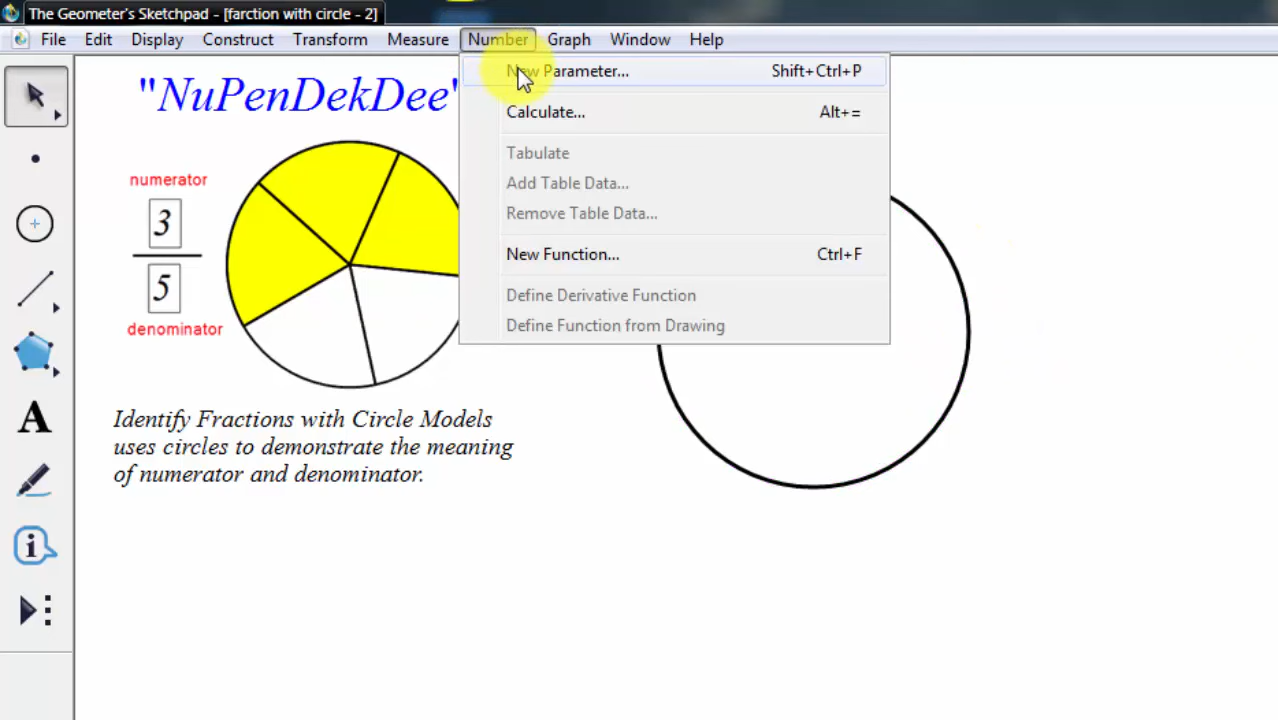 The Geometer's Sketchpad - [farction with circle - 2]
File Edit Display Construct Transform Measure Number Graph Window Help
New Parameter... Shift+Ctrl+P
Calculate... Alt+=
Tabulate
Add Table Data...
Remove Table Data...
New Function... Ctrl+F
Define Derivative Function
Define Function from Drawing
"NuPenDekDee"
numerator
3
5
denominator
Identify Fractions with Circle Models
uses circles to demonstrate the meaning
of numerator and denominator.
A
i